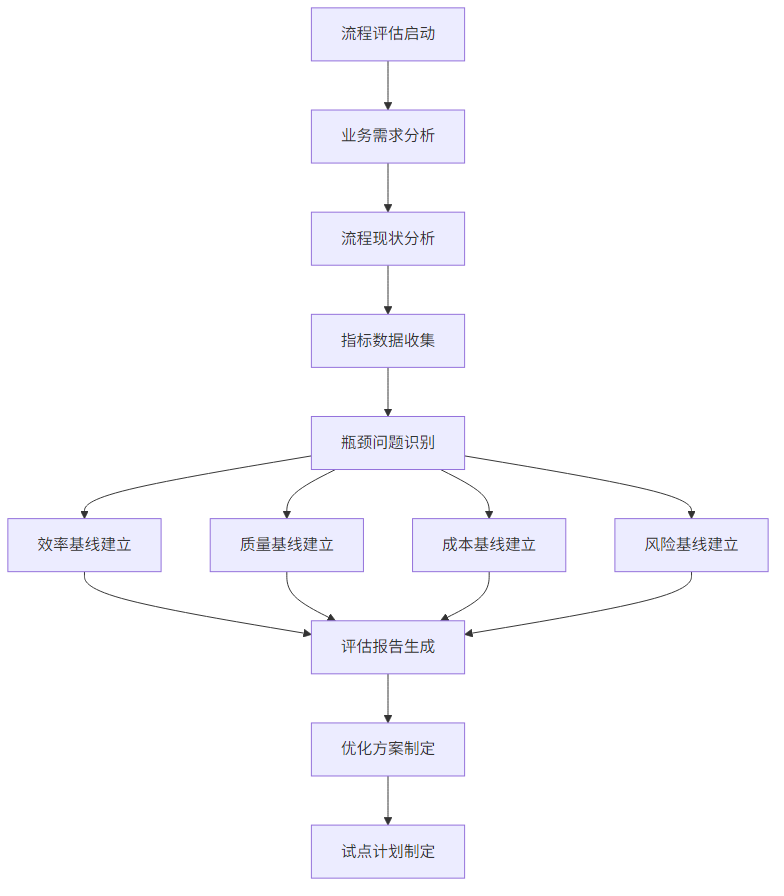 流程评估启动
业务需求分析
流程现状分析
指标数据收集
瓶颈问题识别
效率基线建立
质量基线建立
成本基线建立
风险基线建立
评估报告生成
优化方案制定
试点计划制定